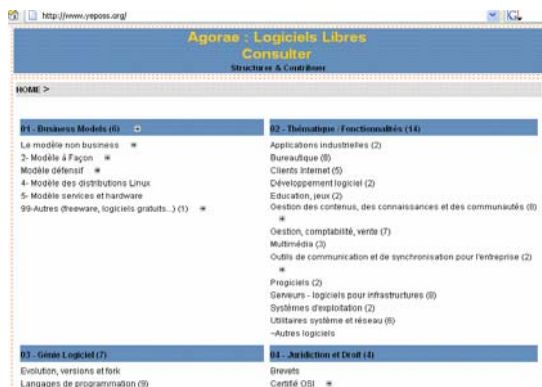 http://www.yeposs.org/
Agorae : Logiciels Libres
Consulter
Structurer & Contribuer
HOME >
01 - Business Models (6)
Le modèle non business
2- Modèle à Façon
Modèle défensif
4- Modèle des distributions Linux
5- Modèle services et hardware
99-Autres (freeware, logiciels gratuits...) (1)
02 - Thématique / Fonctionnalités (14)
Applications industrielles (2)
Bureautique (8)
Clients Internet (5)
Développement logiciel (2)
Education, jeux (2)
Gestion des contenus, des connaissances et des communautés (8)
Gestion, comptabilité, vente (7)
Multimédia (3)
Outils de communication et de synchronisation pour l'entreprise (2)
Progiciels (2)
Serveurs - logiciels pour infrastructures (8)
Systèmes d'exploitation (2)
Utilitaires système et réseau (6)
--Autres logiciels
03 - Génie Logiciel (7)
Evolution, versions et fork
Langages de programmation (9)
04 - Juridiction et Droit (4)
Brevets
Certifié OSI